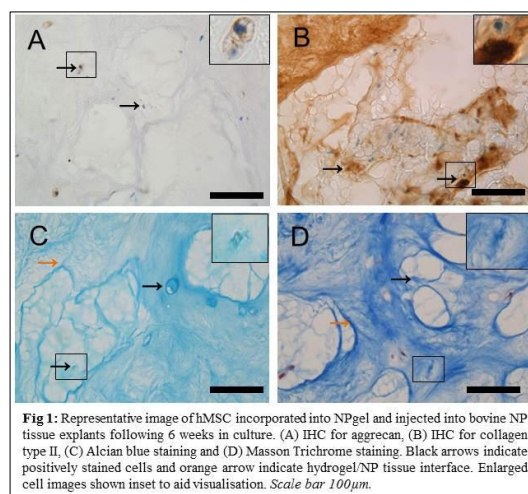 A
B
C
D
Fig 1: Representative image of hMSC incorporated into NPgel and injected into bovine NP
tissue explants following 6 weeks in culture. (A) IHC for aggrecan, (B) IHC for collagen
type II, (C) Alcian blue staining and (D) Masson Trichrome staining. Black arrows indicate
positively stained cells and orange arrow indicate hydrogel/NP tissue interface. Enlarged
cell images shown inset to aid visualisation. Scale bar 100µm.